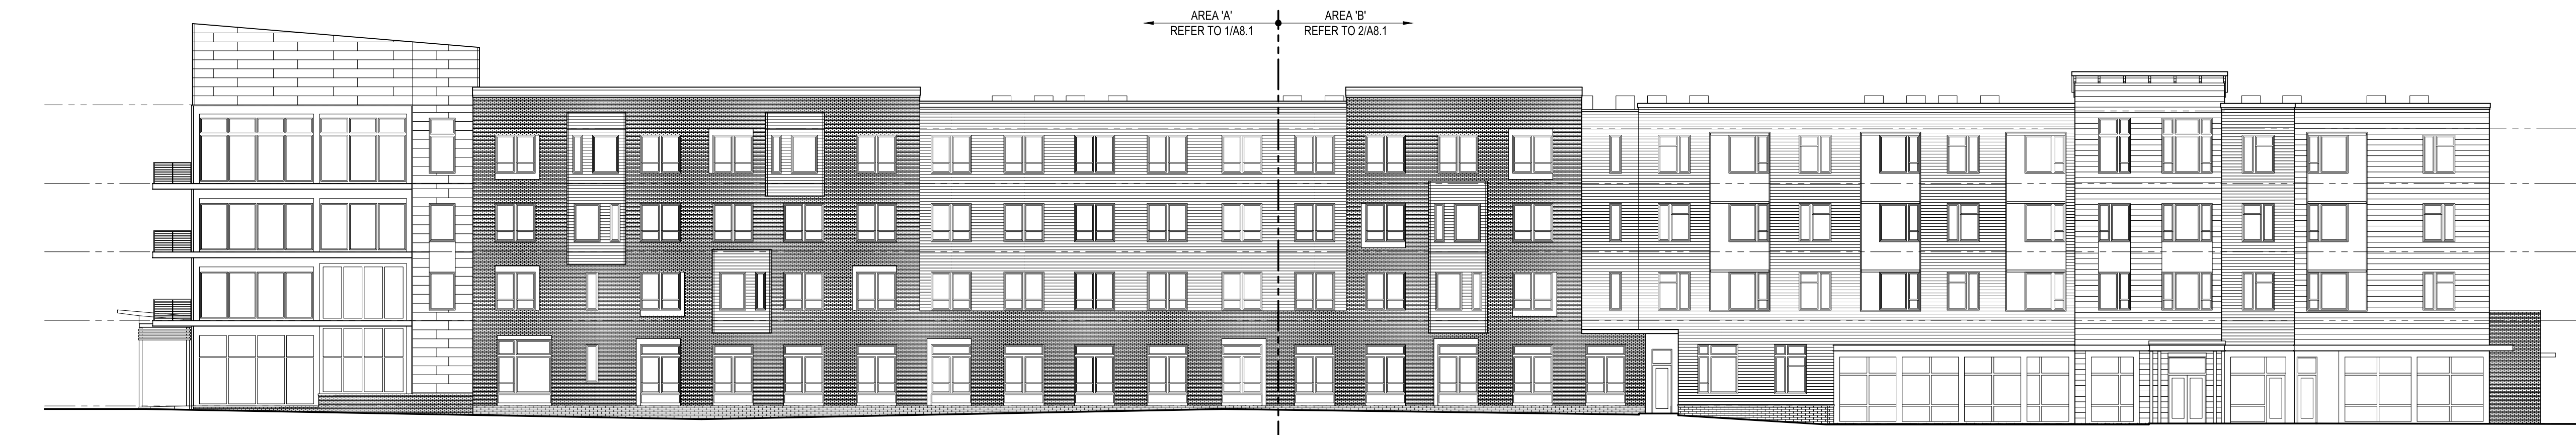 AREA 'A'
REFER TO 1/A8.1
AREA 'B'
REFER TO 2/A8.1